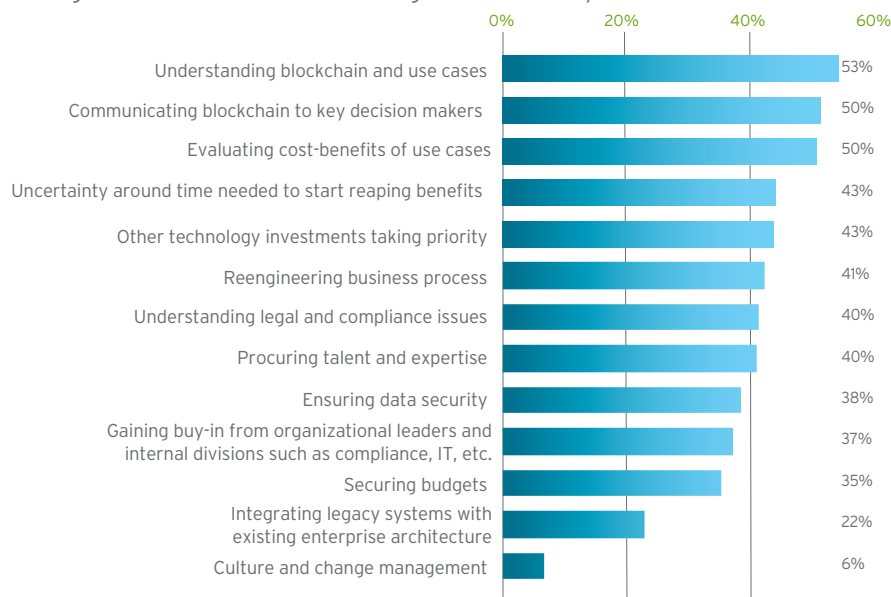 0% 20% 40% 60%
Understanding blockchain and use cases 53%
Communicating blockchain to key decision makers 50%
Evaluating cost-benefits of use cases 50%
Uncertainty around time needed to start reaping benefits 43%
Other technology investments taking priority 43%
Reengineering business process 41%
Understanding legal and compliance issues 40%
Procuring talent and expertise 40%
Ensuring data security 38%
Gaining buy-in from organizational leaders and
internal divisions such as compliance, IT, etc. 37%
Securing budgets 35%
Integrating legacy systems with
existing enterprise architecture 22%
Culture and change management 6%